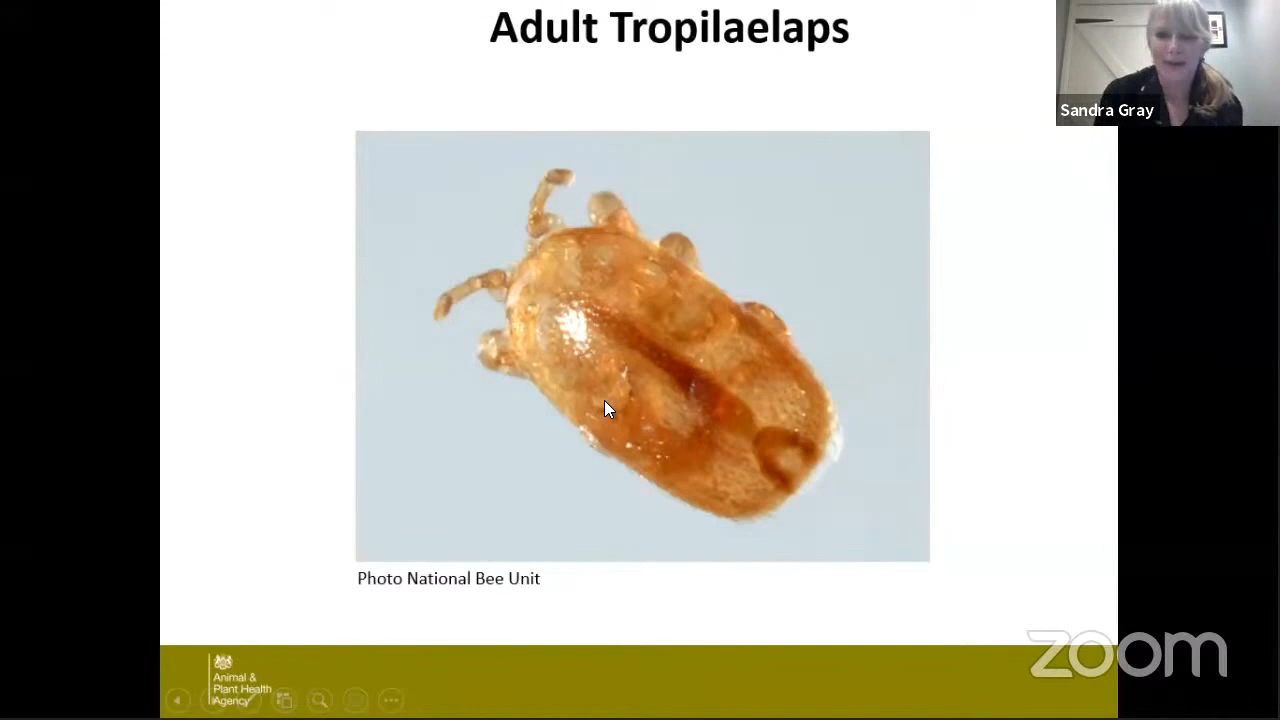 Adult Tropilaelaps
Sandra Gray
Photo National Bee Unit
zoom
Animal &
Plant Health
Agency